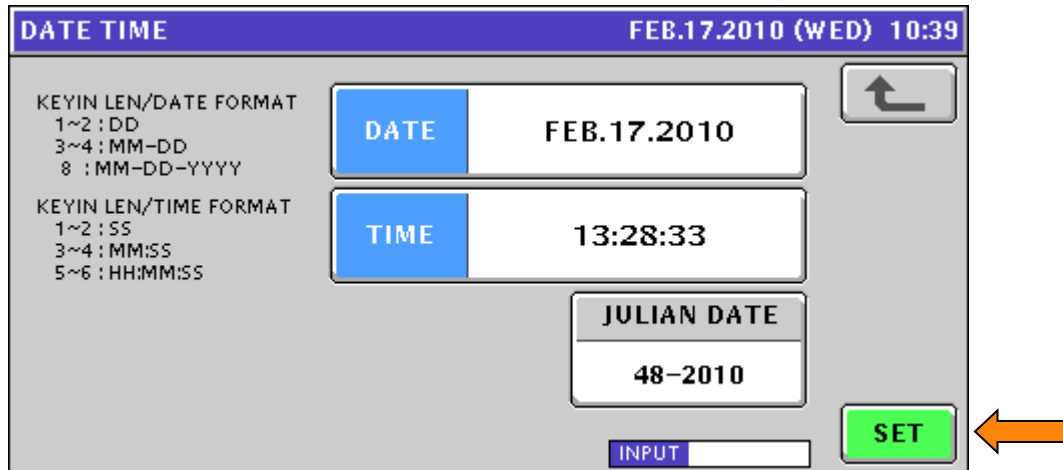 DATE TIME FEB.17.2010 (WED) 10:39
KEYIN LEN/DATE FORMAT
1~2 : DD
3~4 : MM-DD
8 : MM-DD-YYYY
DATE FEB.17.2010
KEYIN LEN/TIME FORMAT
1~2 : SS
3~4 : MM:SS
5~6 : HH:MM:SS
TIME 13:28:33
JULIAN DATE
48-2010
SET
INPUT